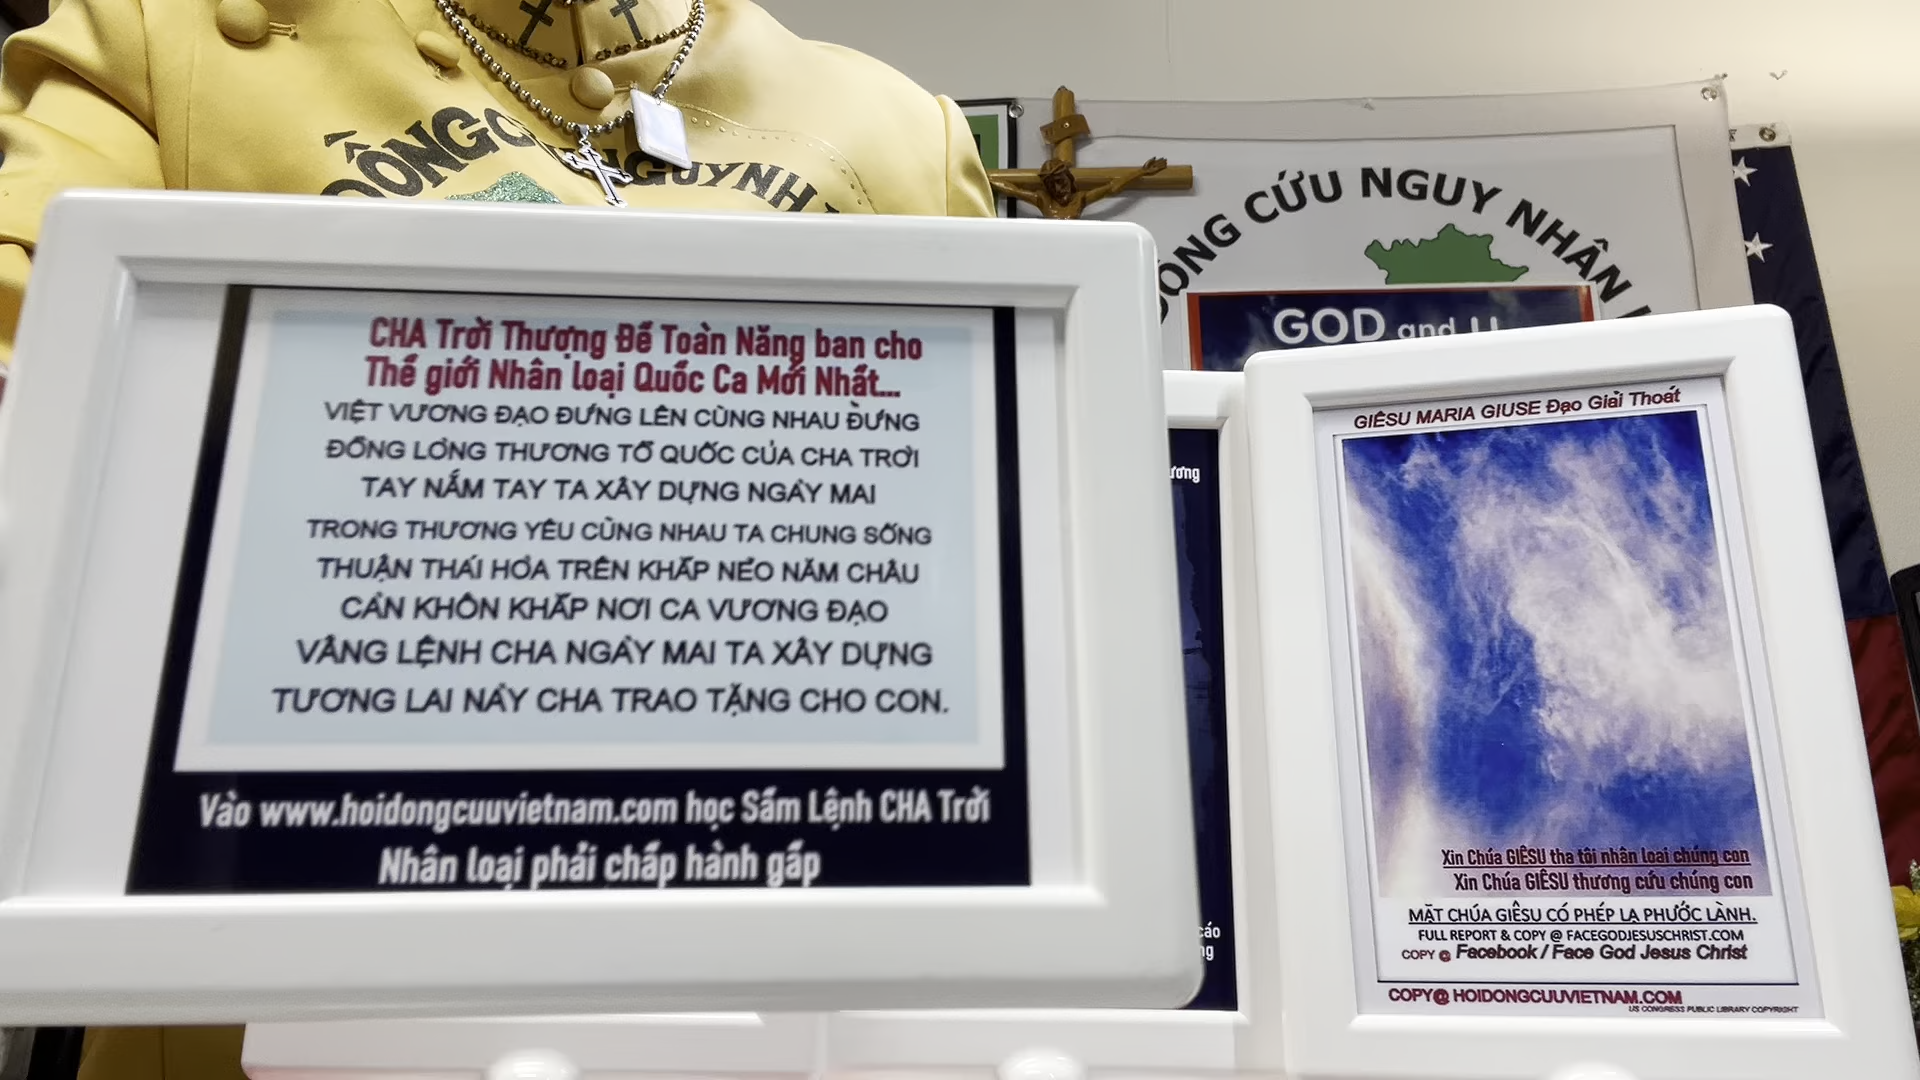 ĐỒNG CỨU NGUY NHÂN
GOD and U
CHA Trời Thượng Đế Toàn Năng ban cho
Thế giới Nhân loại Quốc Ca Mới Nhất...
VIỆT VƯƠNG ĐẠO ĐỨNG LÊN CÙNG NHAU ĐỨNG
ĐỒNG LÒNG THƯƠNG TỔ QUỐC CỦA CHA TRỜI
TAY NẮM TAY TA XÂY DỰNG NGÀY MAI
TRONG THƯƠNG YÊU CÙNG NHAU TA CHUNG SỐNG
THUẬN THÁI HÒA TRÊN KHẮP NẺO NĂM CHÂU
CÀN KHÔN KHẮP NƠI CA VƯƠNG ĐẠO
VÂNG LỆNH CHA NGÀY MAI TA XÂY DỰNG
TƯƠNG LAI NÀY CHA TRAO TẶNG CHO CON.
Vào www.hoidongcuuvietnam.com học Sấm Lệnh CHA Trời
Nhân loại phải chấp hành gấp
GIÊSU MARIA GIUSE Đạo Giải Thoát
Xin Chúa GIÊSU tha tội nhân loại chúng con
Xin Chúa GIÊSU thương cứu chúng con
MẶT CHÚA GIÊSU CÓ PHÉP LẠ PHƯỚC LÀNH.
FULL REPORT & COPY @ FACEGODJESUSCHRIST.COM
COPY @ Facebook / Face God Jesus Christ
COPY@ HOIDONGCUUVIETNAM.COM
US CONGRESS PUBLIC LIBRARY COPYRIGHT